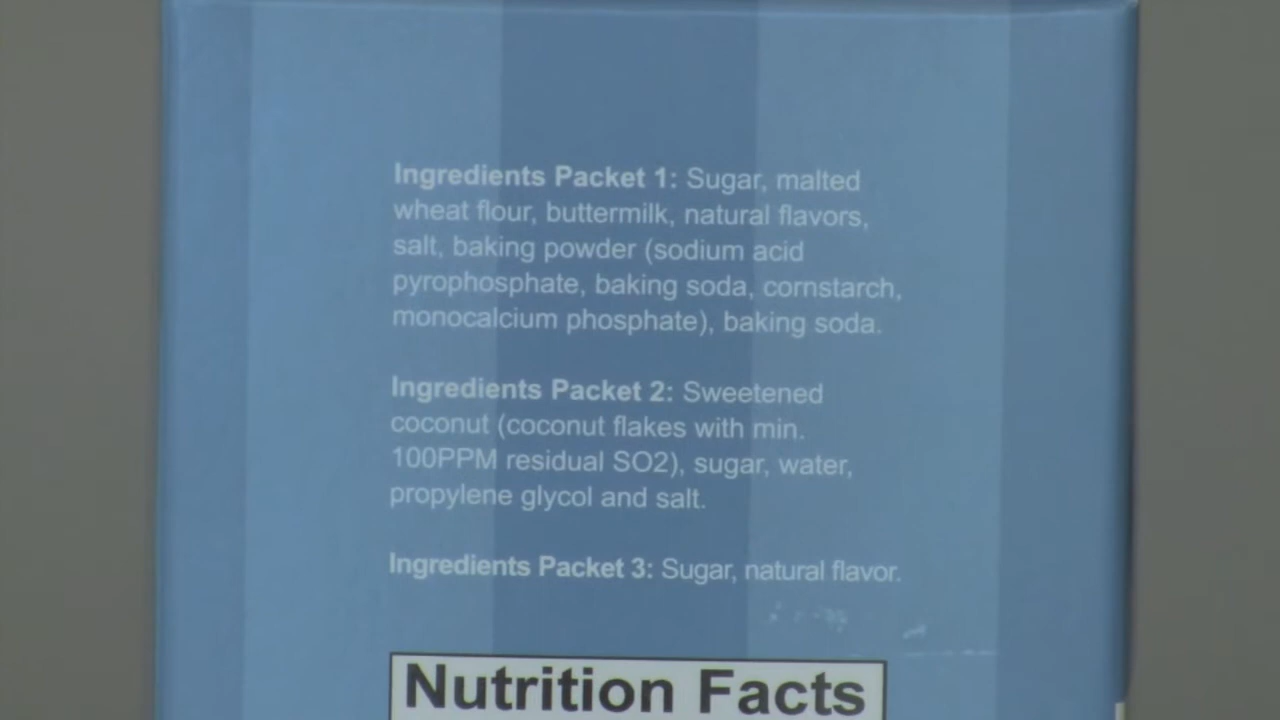 Ingredients Packet 1: Sugar, malted
wheat flour, buttermilk, natural flavors,
salt, baking powder (sodium acid
pyrophosphate, baking soda, cornstarch,
monocalcium phosphate), baking soda.
Ingredients Packet 2: Sweetened
coconut (coconut flakes with min.
100PPM residual SO2), sugar, water,
propylene glycol and salt.
Ingredients Packet 3: Sugar, natural flavor.
Nutrition Facts